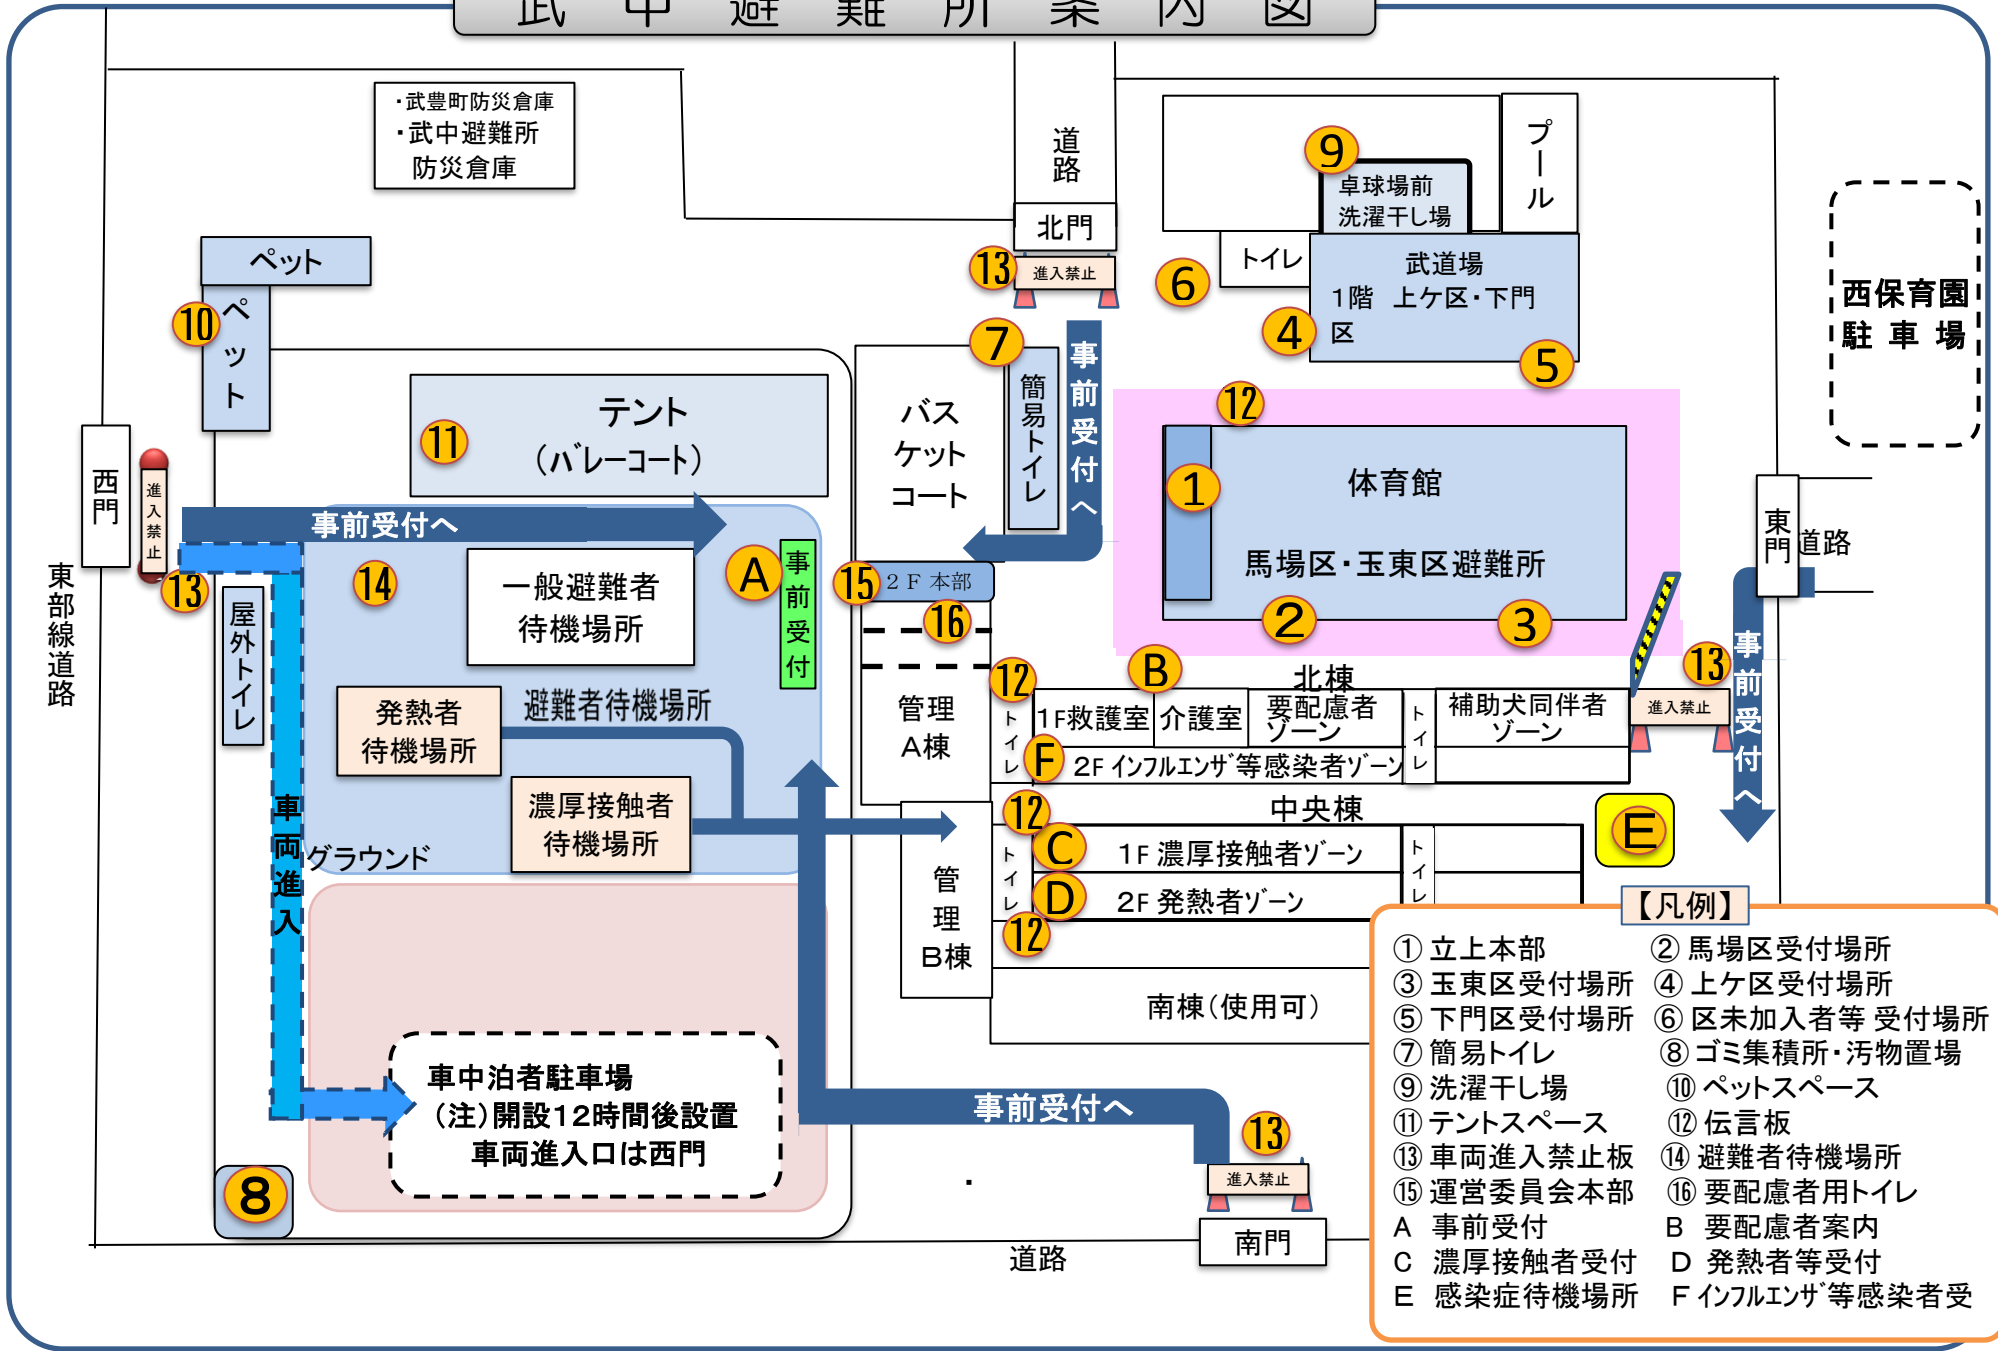 武中避難所案内図
・武豊町防災倉庫
・武中避難所
防災倉庫
道路
北門
進入禁止
13
プール
9
卓球場前
洗濯干し場
トイレ
6
武道場
1階 上ケ区・下門
区
4
5
西保育園
駐車場
ペット
ペット
10
テント
(バレーコート)
11
バス
ケット
コート
7
簡易トイレ
事前受付へ
12
1
体育館
馬場区・玉東区避難所
2
3
西門
進入禁止
13
東部線道路
事前受付へ
14
一般避難者
待機場所
A
事前受付
屋外トイレ
発熱者
待機場所
避難者待機場所
濃厚接触者
待機場所
グラウンド
車両進入
15
2F 本部
16
管理
A棟
管理
B棟
東門
道路
事前受付へ
13
進入禁止
B
北棟
12
トイレ
1F救護室
介護室
要配慮者
ゾーン
トイレ
補助犬同伴者
ゾーン
F
2F インフルエンザ等感染者ゾーン
中央棟
12
トイレ
C
1F 濃厚接触者ゾーン
トイレ
D
2F 発熱者ゾーン
12
E
南棟(使用可)
車中泊者駐車場
(注)開設12時間後設置
車両進入口は西門
8
事前受付へ
13
進入禁止
南門
道路
【凡例】
① 立上本部 ② 馬場区受付場所
③ 玉東区受付場所 ④ 上ケ区受付場所
⑤ 下門区受付場所 ⑥ 区未加入者等 受付場所
⑦ 簡易トイレ ⑧ ゴミ集積所・汚物置場
⑨ 洗濯干し場 ⑩ ペットスペース
⑪ テントスペース ⑫ 伝言板
⑬ 車両進入禁止板 ⑭ 避難者待機場所
⑮ 運営委員会本部 ⑯ 要配慮者用トイレ
A 事前受付 B 要配慮者案内
C 濃厚接触者受付 D 発熱者等受付
E 感染症待機場所 F インフルエンザ等感染者受